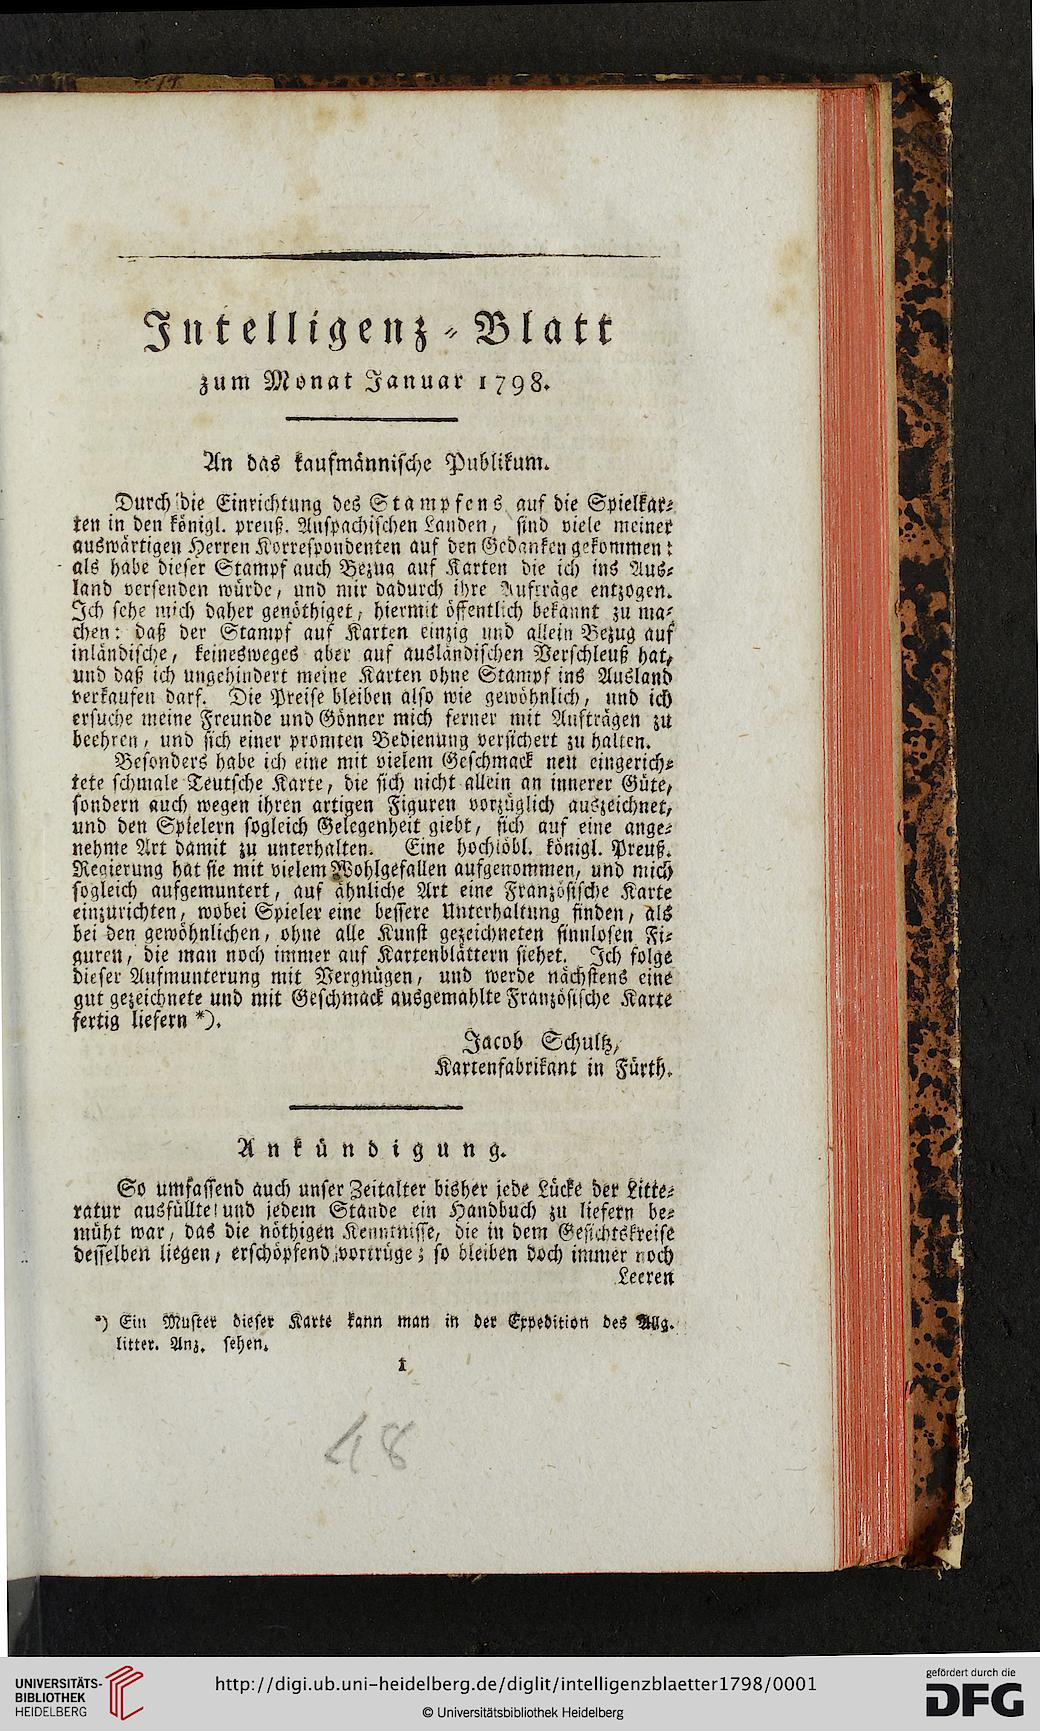 Intelligenz-Blatt
zum Monat Januar 1798.
An das kaufmännische Publikum.
Durch die Einrichtung des Stampfens auf die Spielkar-
ten in den königl. preuß. Anspachischen Landen, sind viele meiner
auswärtigen Herren Korrespondenten auf den Gedanken gekommen:
als habe dieser Stampf auch Bezug auf Karten die ich ins Aus-
land versenden würde, und mir dadurch ihre Aufträge entzogen.
Ich sehe mich daher genöthiget, hiermit öffentlich bekannt zu ma-
chen: daß der Stampf auf Karten einzig und allein Bezug auf
inländische, keinesweges aber auf ausländischen Verschleuß hat,
und daß ich ungehindert meine Karten ohne Stampf ins Ausland
verkaufen darf. Die Preise bleiben also wie gewöhnlich, und ich
ersuche meine Freunde und Gönner mich ferner mit Aufträgen zu
beehren, und sich einer promten Bedienung versichert zu halten.
Besonders habe ich eine mit vielem Geschmack neu eingerich-
tete schmale Teutsche Karte, die sich nicht allein an innerer Güte,
sondern auch wegen ihren artigen Figuren vorzüglich auszeichnet,
und den Spielern sogleich Gelegenheit giebt, sich auf eine ange-
nehme Art damit zu unterhalten. Eine hochlöbl. königl. Preuß.
Regierung hat sie mit vielem Wohlgefallen aufgenommen, und mich
sogleich aufgemuntert, auf ähnliche Art eine Französische Karte
einzurichten, wobei Spieler eine bessere Unterhaltung finden, als
bei den gewöhnlichen, ohne alle Kunst gezeichneten sinnlosen Fi-
guren, die man noch immer auf Kartenblättern siehet. Ich folge
dieser Aufmunterung mit Vergnügen, und werde nächstens eine
gut gezeichnete und mit Geschmack ausgemahlte Französische Karte
fertig liefern *).
Jacob Schultz,
Kartenfabrikant in Fürth.
Ankündigung.
So umfassend auch unser Zeitalter bisher jede Lücke der Litte-
ratur ausfüllte und jedem Stande ein Handbuch zu liefern be-
müht war, das die nöthigen Kenntnisse, die in dem Gesichtskreise
desselben liegen, erschöpfend vortrüge; so bleiben doch immer noch
Leeren
*) Ein Muster dieser Karte kann man in der Expedition des Allg.
litter. Anz. sehen.
1
48
UNIVERSITÄTS-
BIBLIOTHEK
HEIDELBERG
http://digi.ub.uni-heidelberg.de/diglit/intelligenzblaetter1798/0001
© Universitätsbibliothek Heidelberg
gefördert durch die
DFG